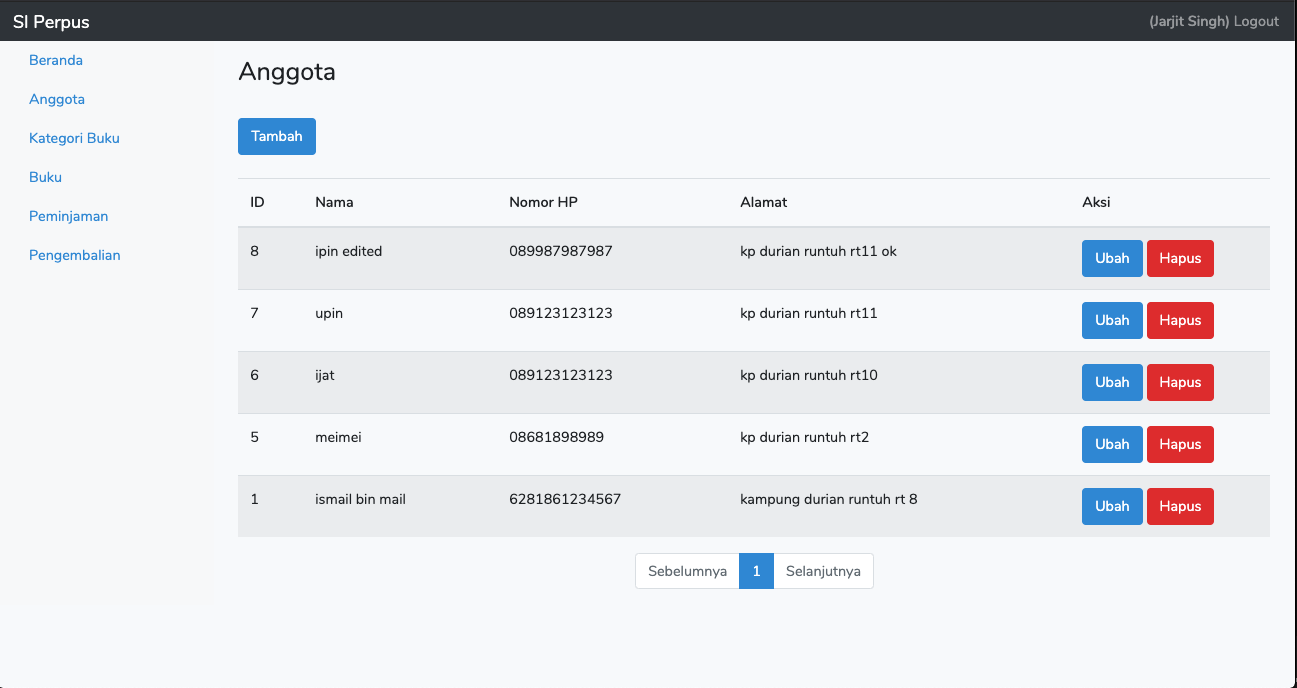 SI Perpus (Jarjit Singh) Logout
Beranda
Anggota
Kategori Buku
Buku
Peminjaman
Pengembalian
Anggota
Tambah
ID Nama Nomor HP Alamat Aksi
8 ipin edited 089987987987 kp durian runtuh rt11 ok Ubah Hapus
7 upin 089123123123 kp durian runtuh rt11 Ubah Hapus
6 ijat 089123123123 kp durian runtuh rt10 Ubah Hapus
5 meimei 08681898989 kp durian runtuh rt2 Ubah Hapus
1 ismail bin mail 6281861234567 kampung durian runtuh rt 8 Ubah Hapus
Sebelumnya 1 Selanjutnya